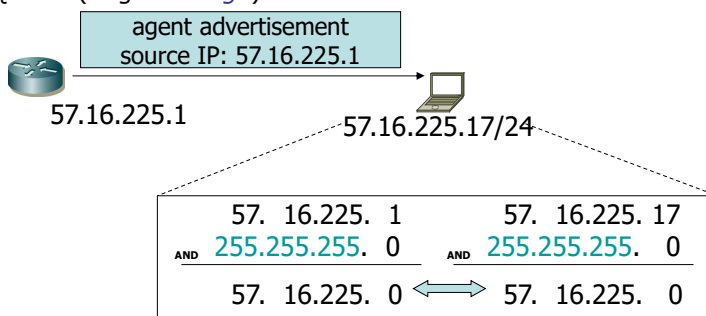 agent advertisement
source IP: 57.16.225.1
57.16.225.1
57.16.225.17/24
57. 16.225. 1 57. 16.225. 17
AND 255.255.255. 0 AND 255.255.255. 0
57. 16.225. 0 57. 16.225. 0